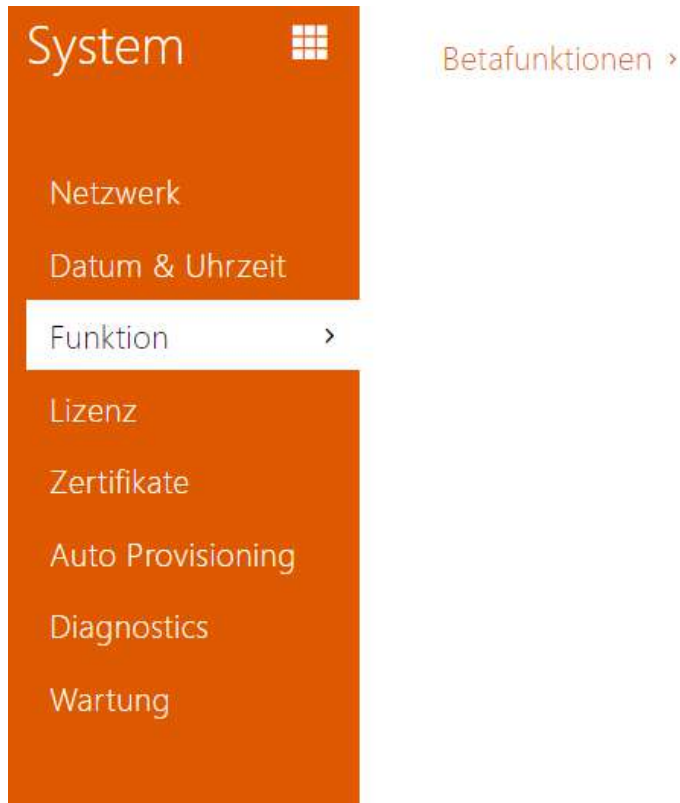 System
Betafunktionen ›
Netzwerk
Datum & Uhrzeit
Funktion ›
Lizenz
Zertifikate
Auto Provisioning
Diagnostics
Wartung